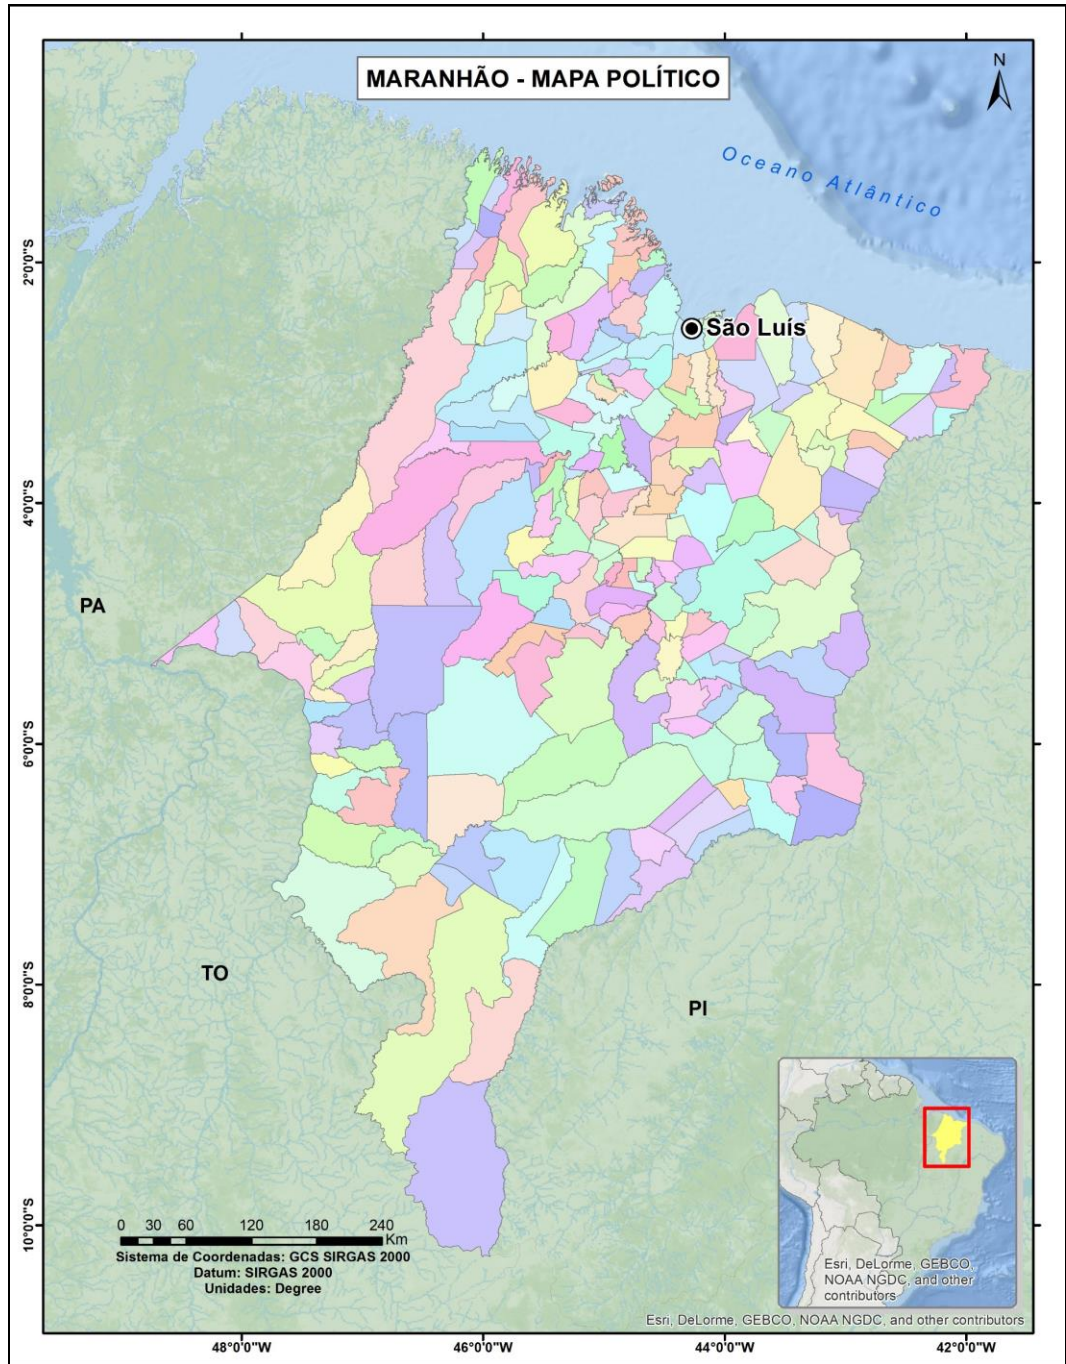 MARANHÃO - MAPA POLÍTICO
N
Oceano Atlântico
2°0'0"S
São Luís
4°0'0"S
PA
6°0'0"S
TO
8°0'0"S
PI
10°0'0"S
0 30 60 120 180 240
Km
Sistema de Coordenadas: GCS SIRGAS 2000
Datum: SIRGAS 2000
Unidades: Degree
Esri, DeLorme, GEBCO,
NOAA NGDC, and other
contributors
Esri, DeLorme, GEBCO, NOAA NGDC, and other contributors
48°0'0"W 46°0'0"W 44°0'0"W 42°0'0"W